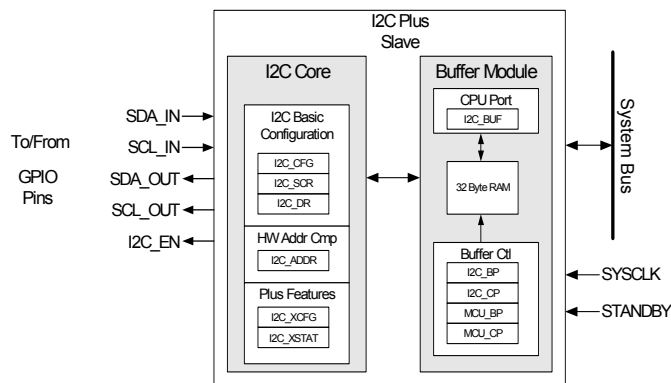 I2C Plus
Slave
I2C Core
I2C Basic
Configuration
I2C_CFG
I2C_SCR
I2C_DR
HW Addr Cmp
I2C_ADDR
Plus Features
I2C_XCFG
I2C_XSTAT
Buffer Module
CPU Port
I2C_BUF
32 Byte RAM
Buffer Ctl
I2C_BP
I2C_CP
MCU_BP
MCU_CP
To/From
GPIO
Pins
SDA_IN
SCL_IN
SDA_OUT
SCL_OUT
I2C_EN
System Bus
SYSCLK
STANDBY